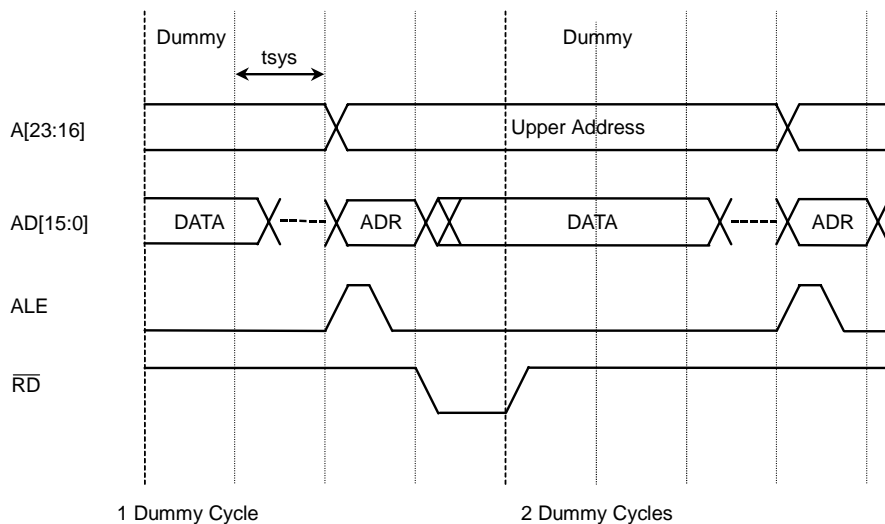 Dummy Dummy
tsys
A[23:16] Upper Address
AD[15:0] DATA ADR DATA ADR
ALE
RD
1 Dummy Cycle 2 Dummy Cycles